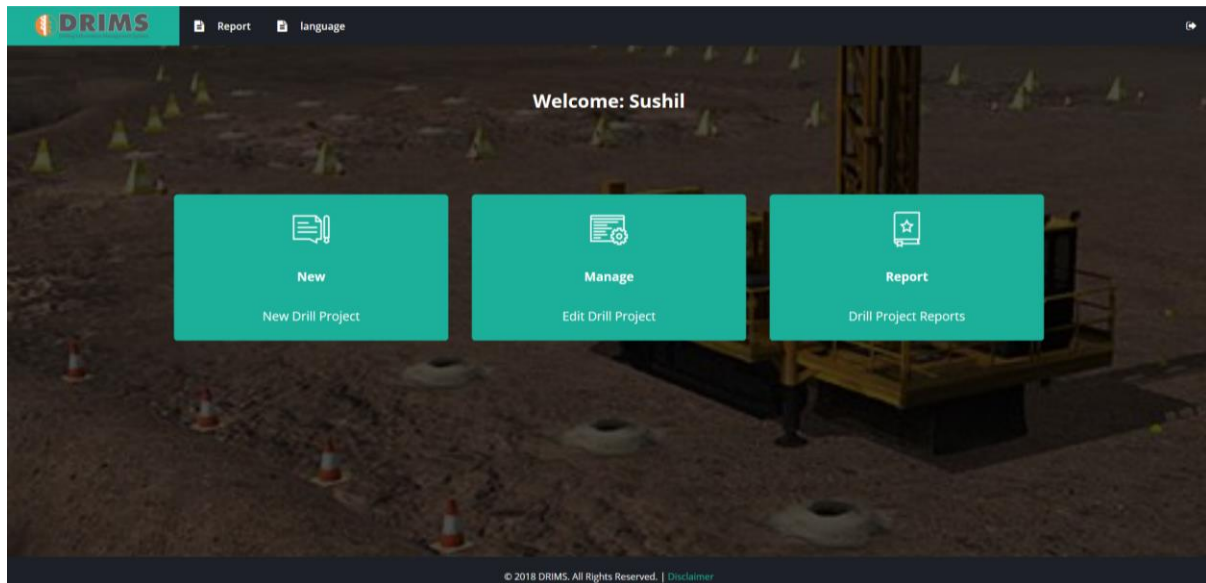 DRIMS
Report
language
Welcome: Sushil
New
New Drill Project
Manage
Edit Drill Project
Report
Drill Project Reports
© 2018 DRIMS. All Rights Reserved. | Disclaimer